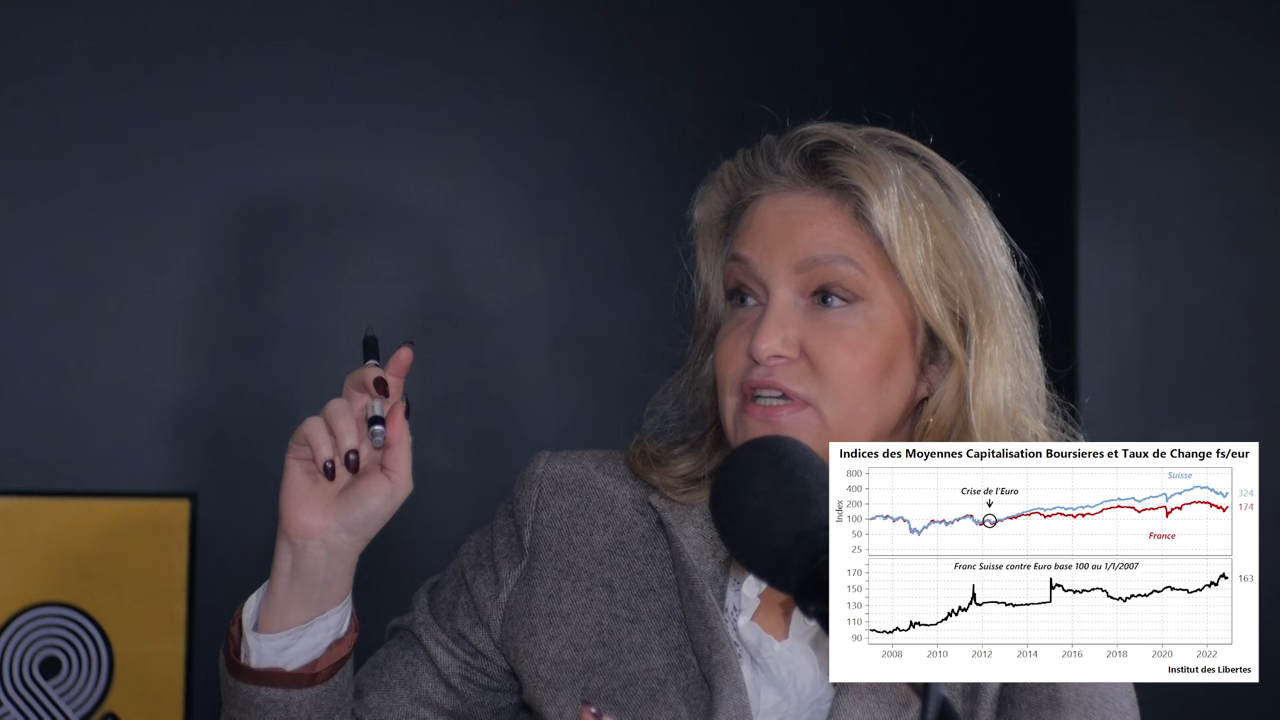 Indices des Moyennes Capitalisation Boursieres et Taux de Change fs/eur
800
400
200
100
50
25
Index
Crise de l'Euro
Suisse
324
174
France
Franc Suisse contre Euro base 100 au 1/1/2007
170
150
130
110
90
163
2008 2010 2012 2014 2016 2018 2020 2022
Institut des Libertes